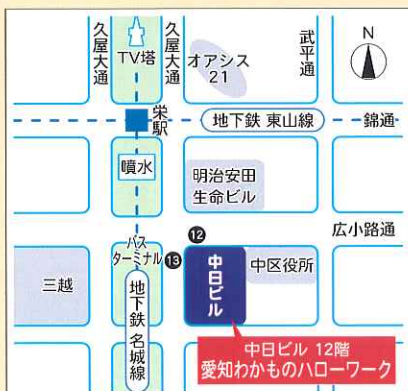 久屋大通
TV塔
久屋大通
オアシス
21
武平通
N
栄駅
地下鉄 東山線
錦通
噴水
明治安田
生命ビル
広小路通
バス
ターミナル
⓬
⓭
三越
地下鉄 名城線
中日ビル
中区役所
中日ビル 12階
愛知わかものハローワーク